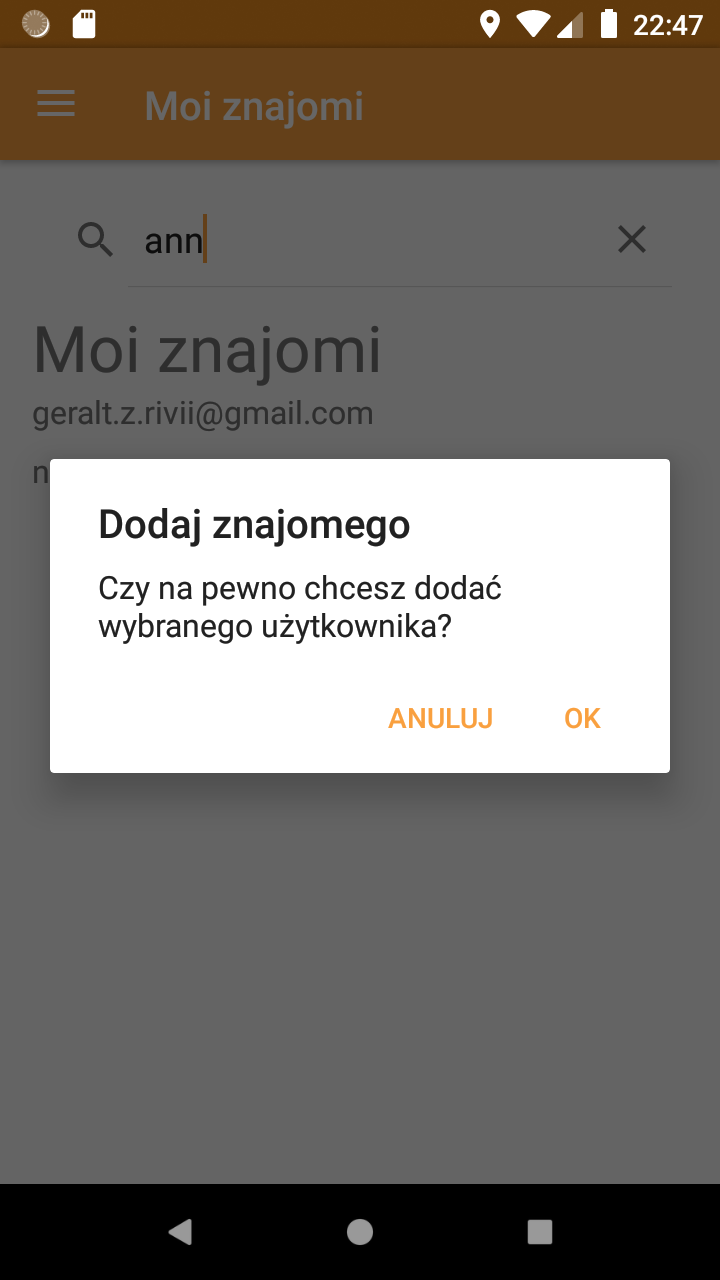 22:47
Moi znajomi
ann
Moi znajomi
geralt.z.rivii@gmail.com
Dodaj znajomego
Czy na pewno chcesz dodać
wybranego użytkownika?
ANULUJ OK